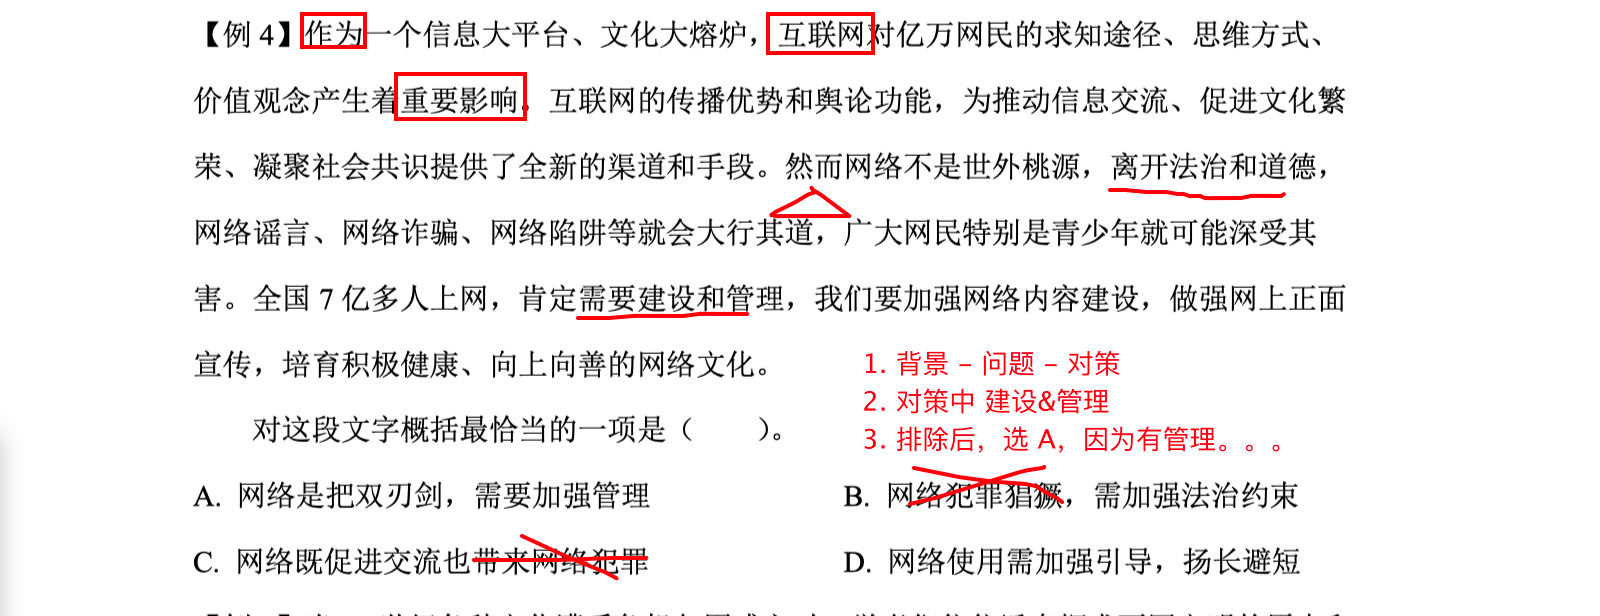 【例 4】作为一个信息大平台、文化大熔炉，互联网对亿万网民的求知途径、思维方式、
价值观念产生着重要影响。互联网的传播优势和舆论功能，为推动信息交流、促进文化繁
荣、凝聚社会共识提供了全新的渠道和手段。然而网络不是世外桃源，离开法治和道德，
网络谣言、网络诈骗、网络陷阱等就会大行其道，广大网民特别是青少年就可能深受其
害。全国 7 亿多人上网，肯定需要建设和管理，我们要加强网络内容建设，做强网上正面
宣传，培育积极健康、向上向善的网络文化。
1. 背景 – 问题 – 对策
2. 对策中 建设&管理
3. 排除后，选 A，因为有管理。。。
对这段文字概括最恰当的一项是（　　）。
A. 网络是把双刃剑，需要加强管理
B. 网络犯罪猖獗，需加强法治约束
C. 网络既促进交流也带来网络犯罪
D. 网络使用需加强引导，扬长避短